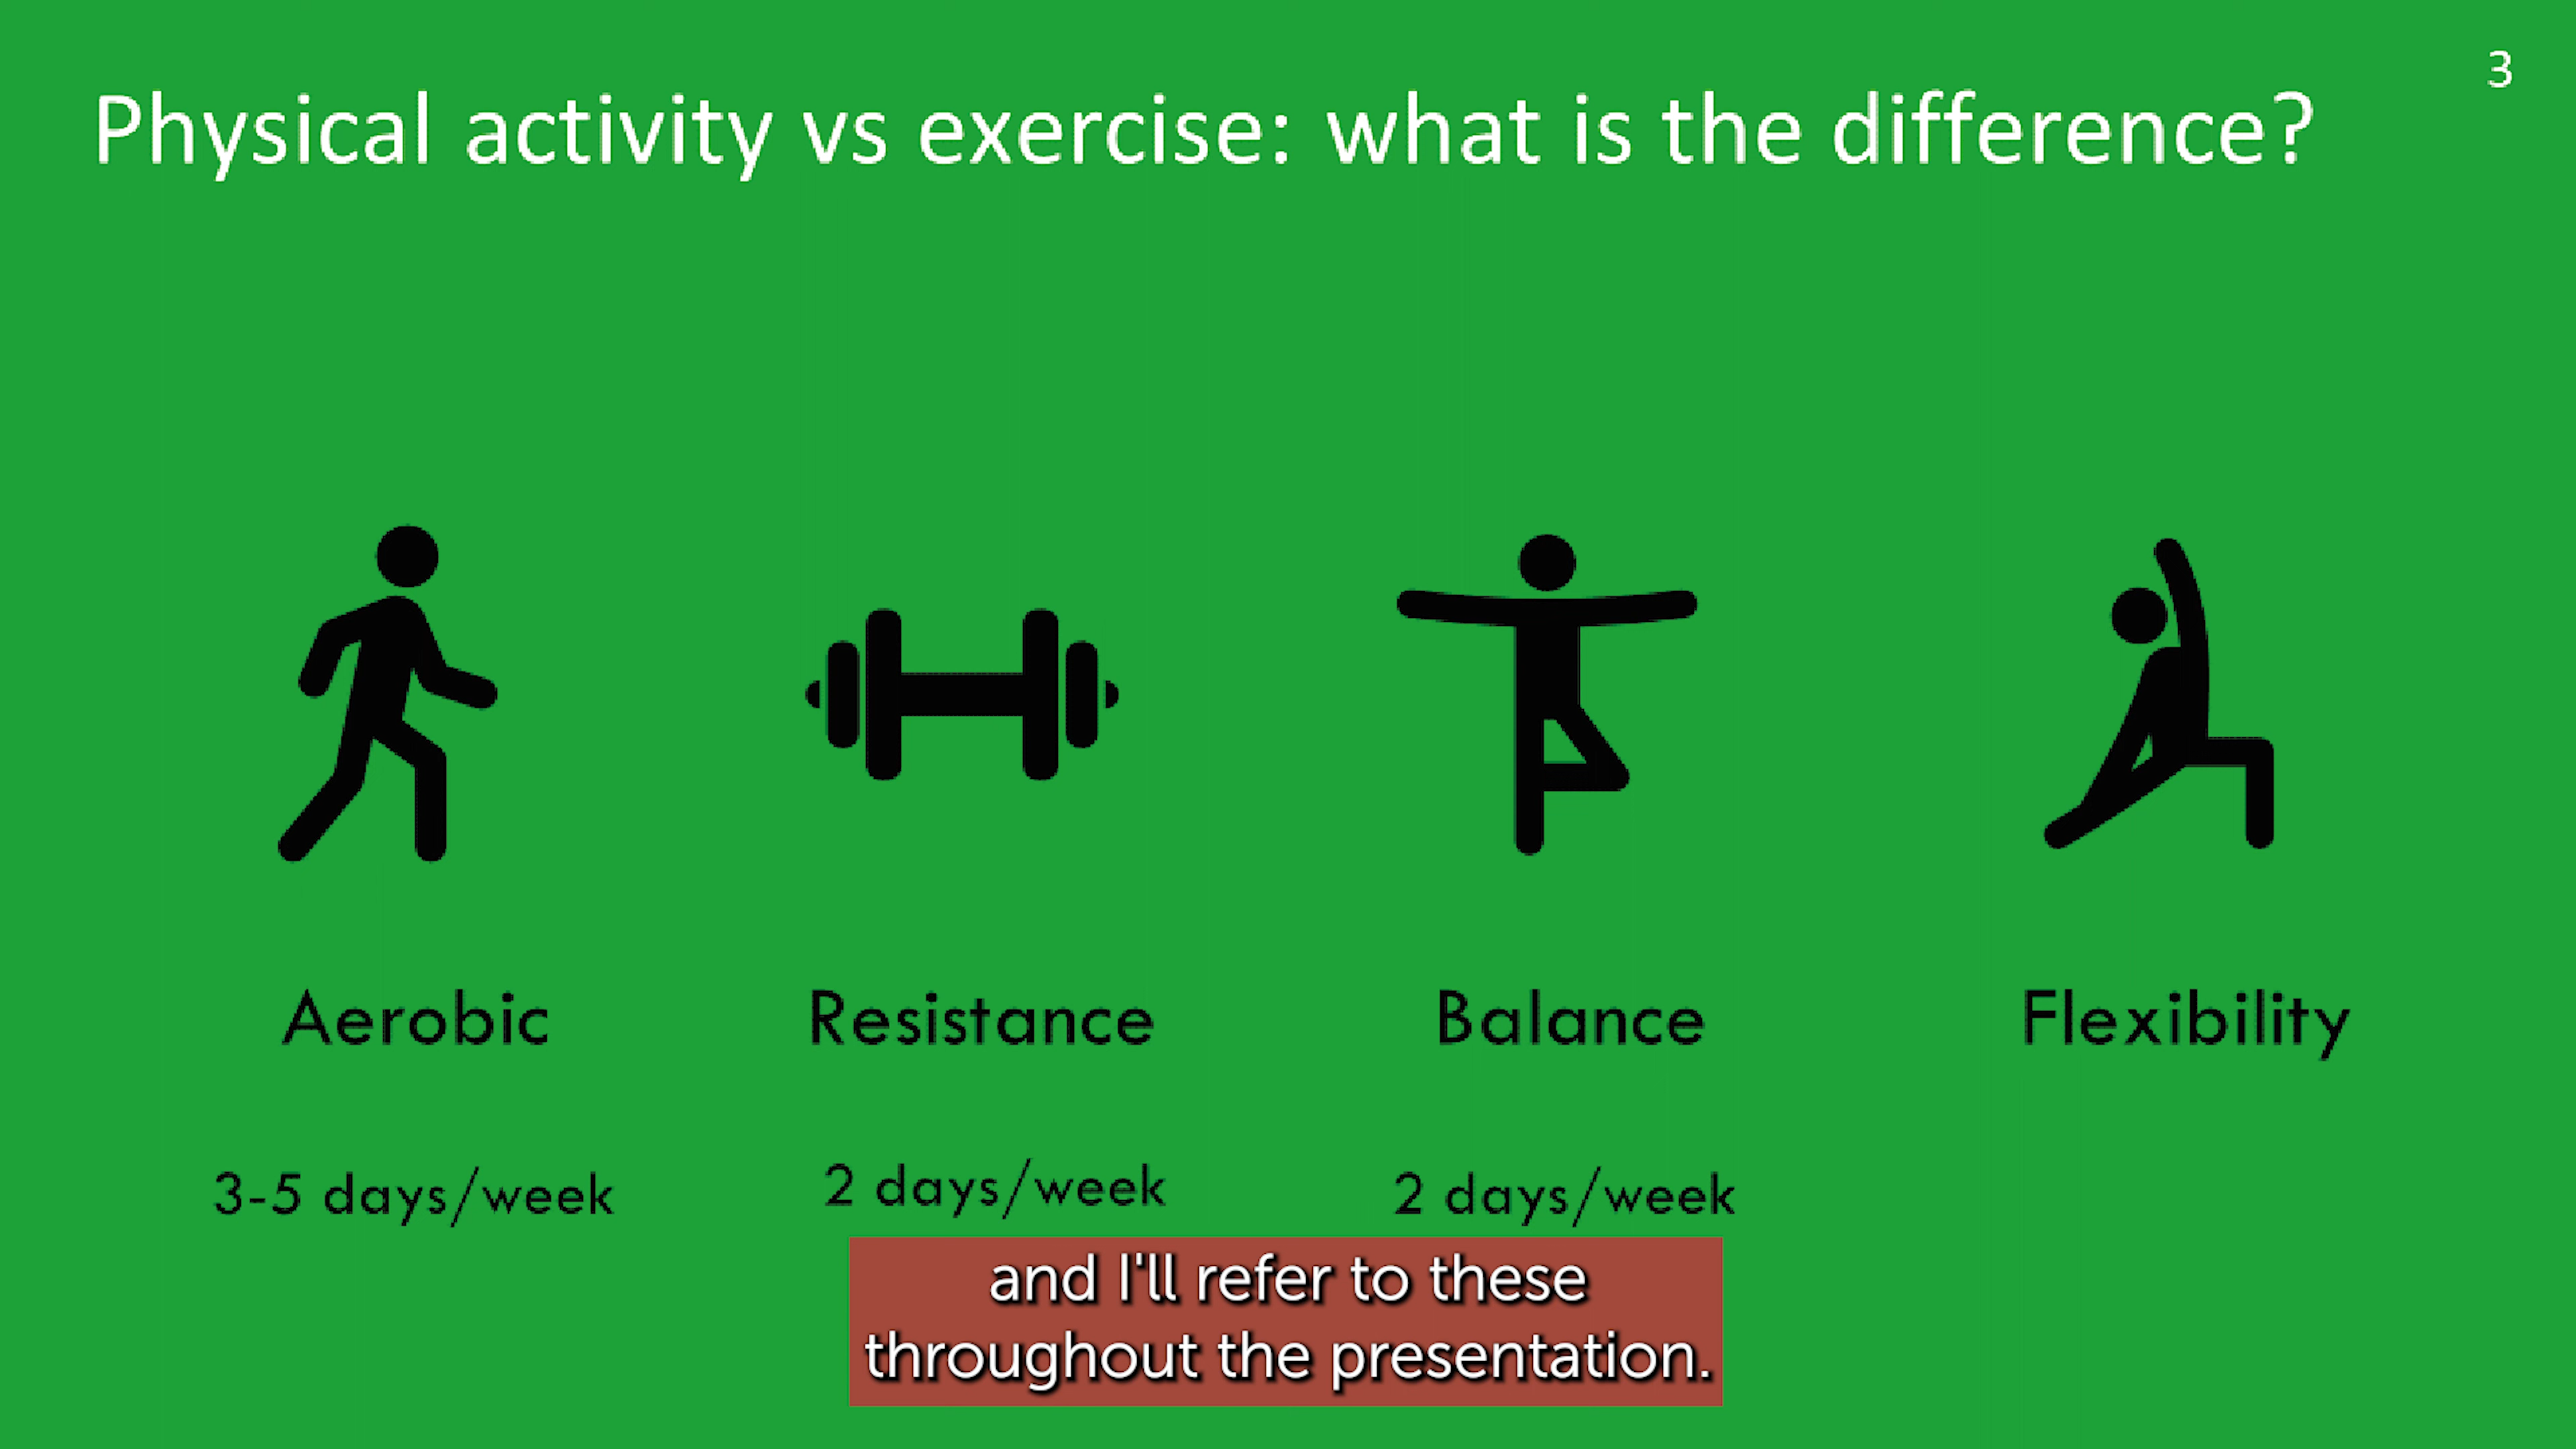 3
Physical activity vs exercise: what is the difference?
Aerobic
Resistance
Balance
Flexibility
3-5 days/week
2 days/week
2 days/week
and I'll refer to these
throughout the presentation.